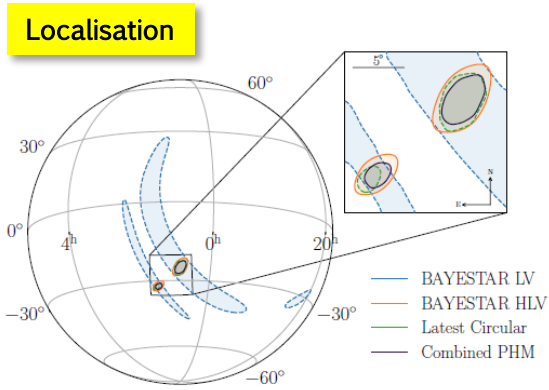 Localisation
60°
30°
0°
4h
0h
20h
−30°
−30°
−60°
5°
N
E
BAYESTAR LV
BAYESTAR HLV
Latest Circular
Combined PHM